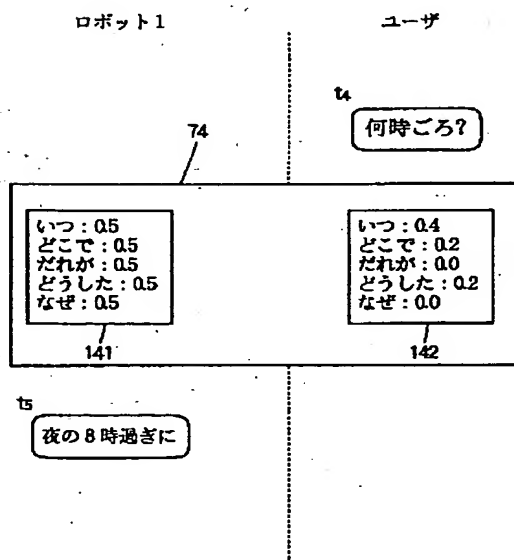 ロボット1
ユーザ
t4
何時ごろ?
74
いつ:0.5
どこで:0.5
だれが:0.5
どうした:0.5
なぜ:0.5
141
いつ:0.4
どこで:0.2
だれが:0.0
どうした:0.2
なぜ:0.0
142
t5
夜の8時過ぎに